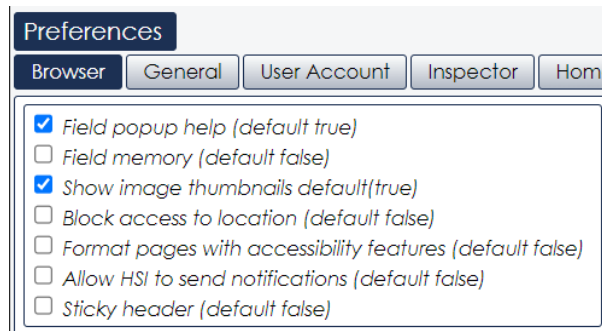 Preferences
Browser General User Account Inspector Hom
Field popup help (default true)
Field memory (default false)
Show image thumbnails default(true)
Block access to location (default false)
Format pages with accessibility features (default false)
Allow HSI to send notifications (default false)
Sticky header (default false)